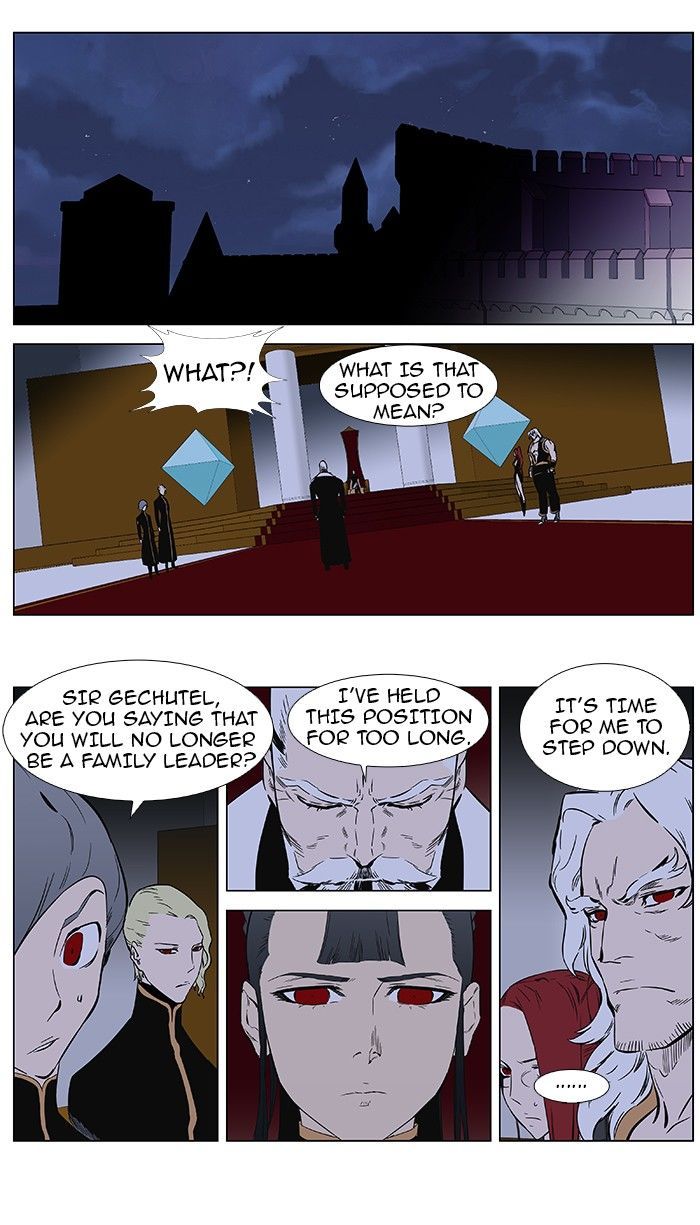 WHAT?!
WHAT IS THAT
SUPPOSED TO
MEAN?
SIR GECHUTEL,
ARE YOU SAYING THAT
YOU WILL NO LONGER
BE A FAMILY LEADER?
I'VE HELD
THIS POSITION
FOR TOO LONG.
IT'S TIME
FOR ME TO
STEP DOWN.
......